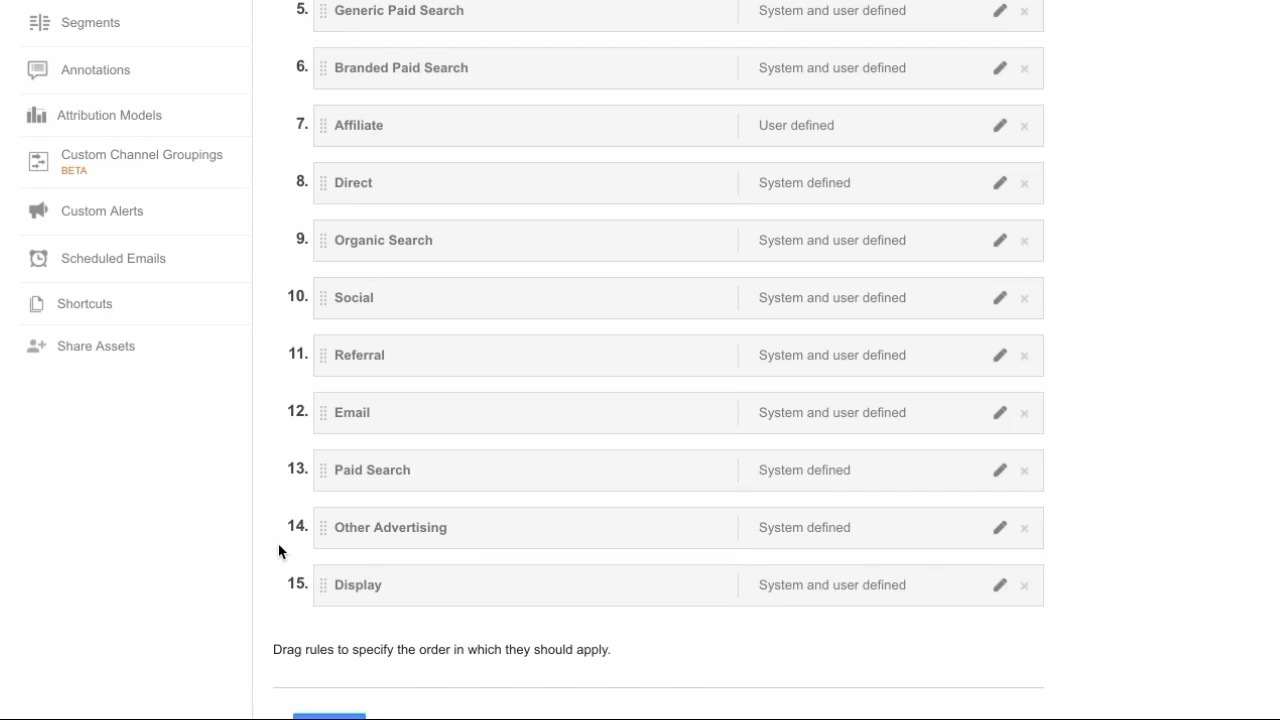 Segments
Annotations
Attribution Models
Custom Channel Groupings
BETA
Custom Alerts
Scheduled Emails
Shortcuts
Share Assets
5. Generic Paid Search System and user defined
6. Branded Paid Search System and user defined
7. Affiliate User defined
8. Direct System defined
9. Organic Search System and user defined
10. Social System and user defined
11. Referral System and user defined
12. Email System and user defined
13. Paid Search System defined
14. Other Advertising System defined
15. Display System and user defined
Drag rules to specify the order in which they should apply.